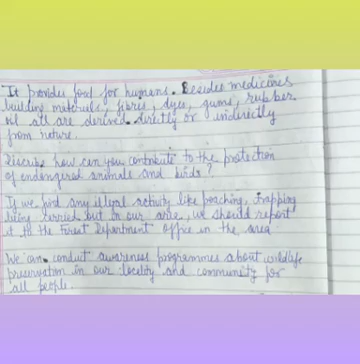 It provides food for humans. Besides medicines
building materials, fibres, dyes, gums, rubber
oil all are derived directly or indirectly
from nature.
Discuss how can you contribute to the protection
of endangered animals and birds?
If we find any illegal activity like poaching, trapping
being carried out in our area, we should report
it to the Forest Department office in the area
We can conduct awareness programmes about wildlife
preservation in our locality and community for
all people.